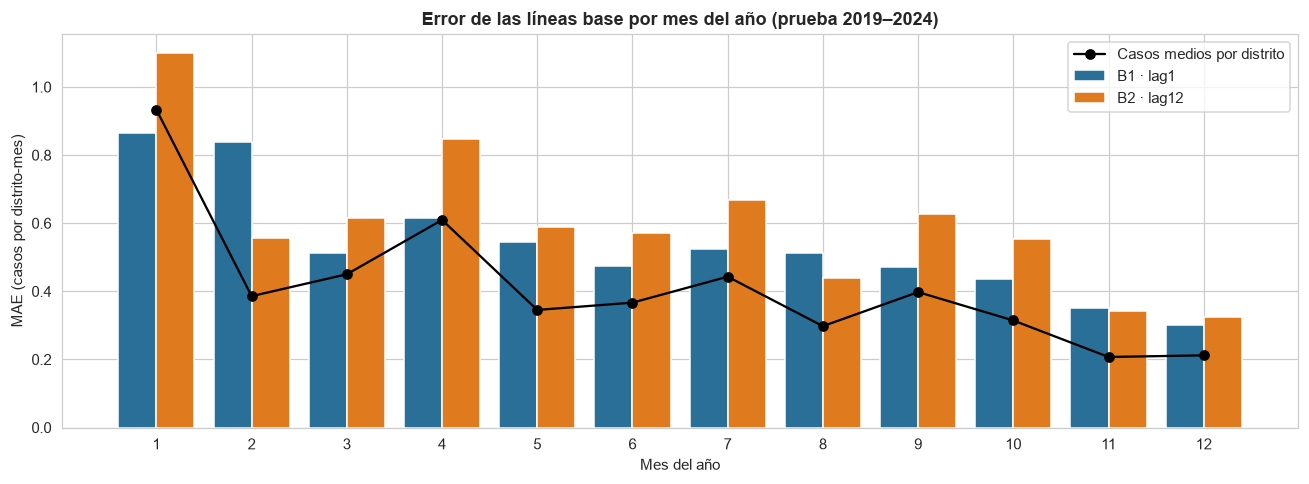 Error de las líneas base por mes del año (prueba 2019–2024)
MAE (casos por distrito-mes)
1.0
0.8
0.6
0.4
0.2
0.0
Casos medios por distrito
B1 · lag1
B2 · lag12
1 2 3 4 5 6 7 8 9 10 11 12
Mes del año